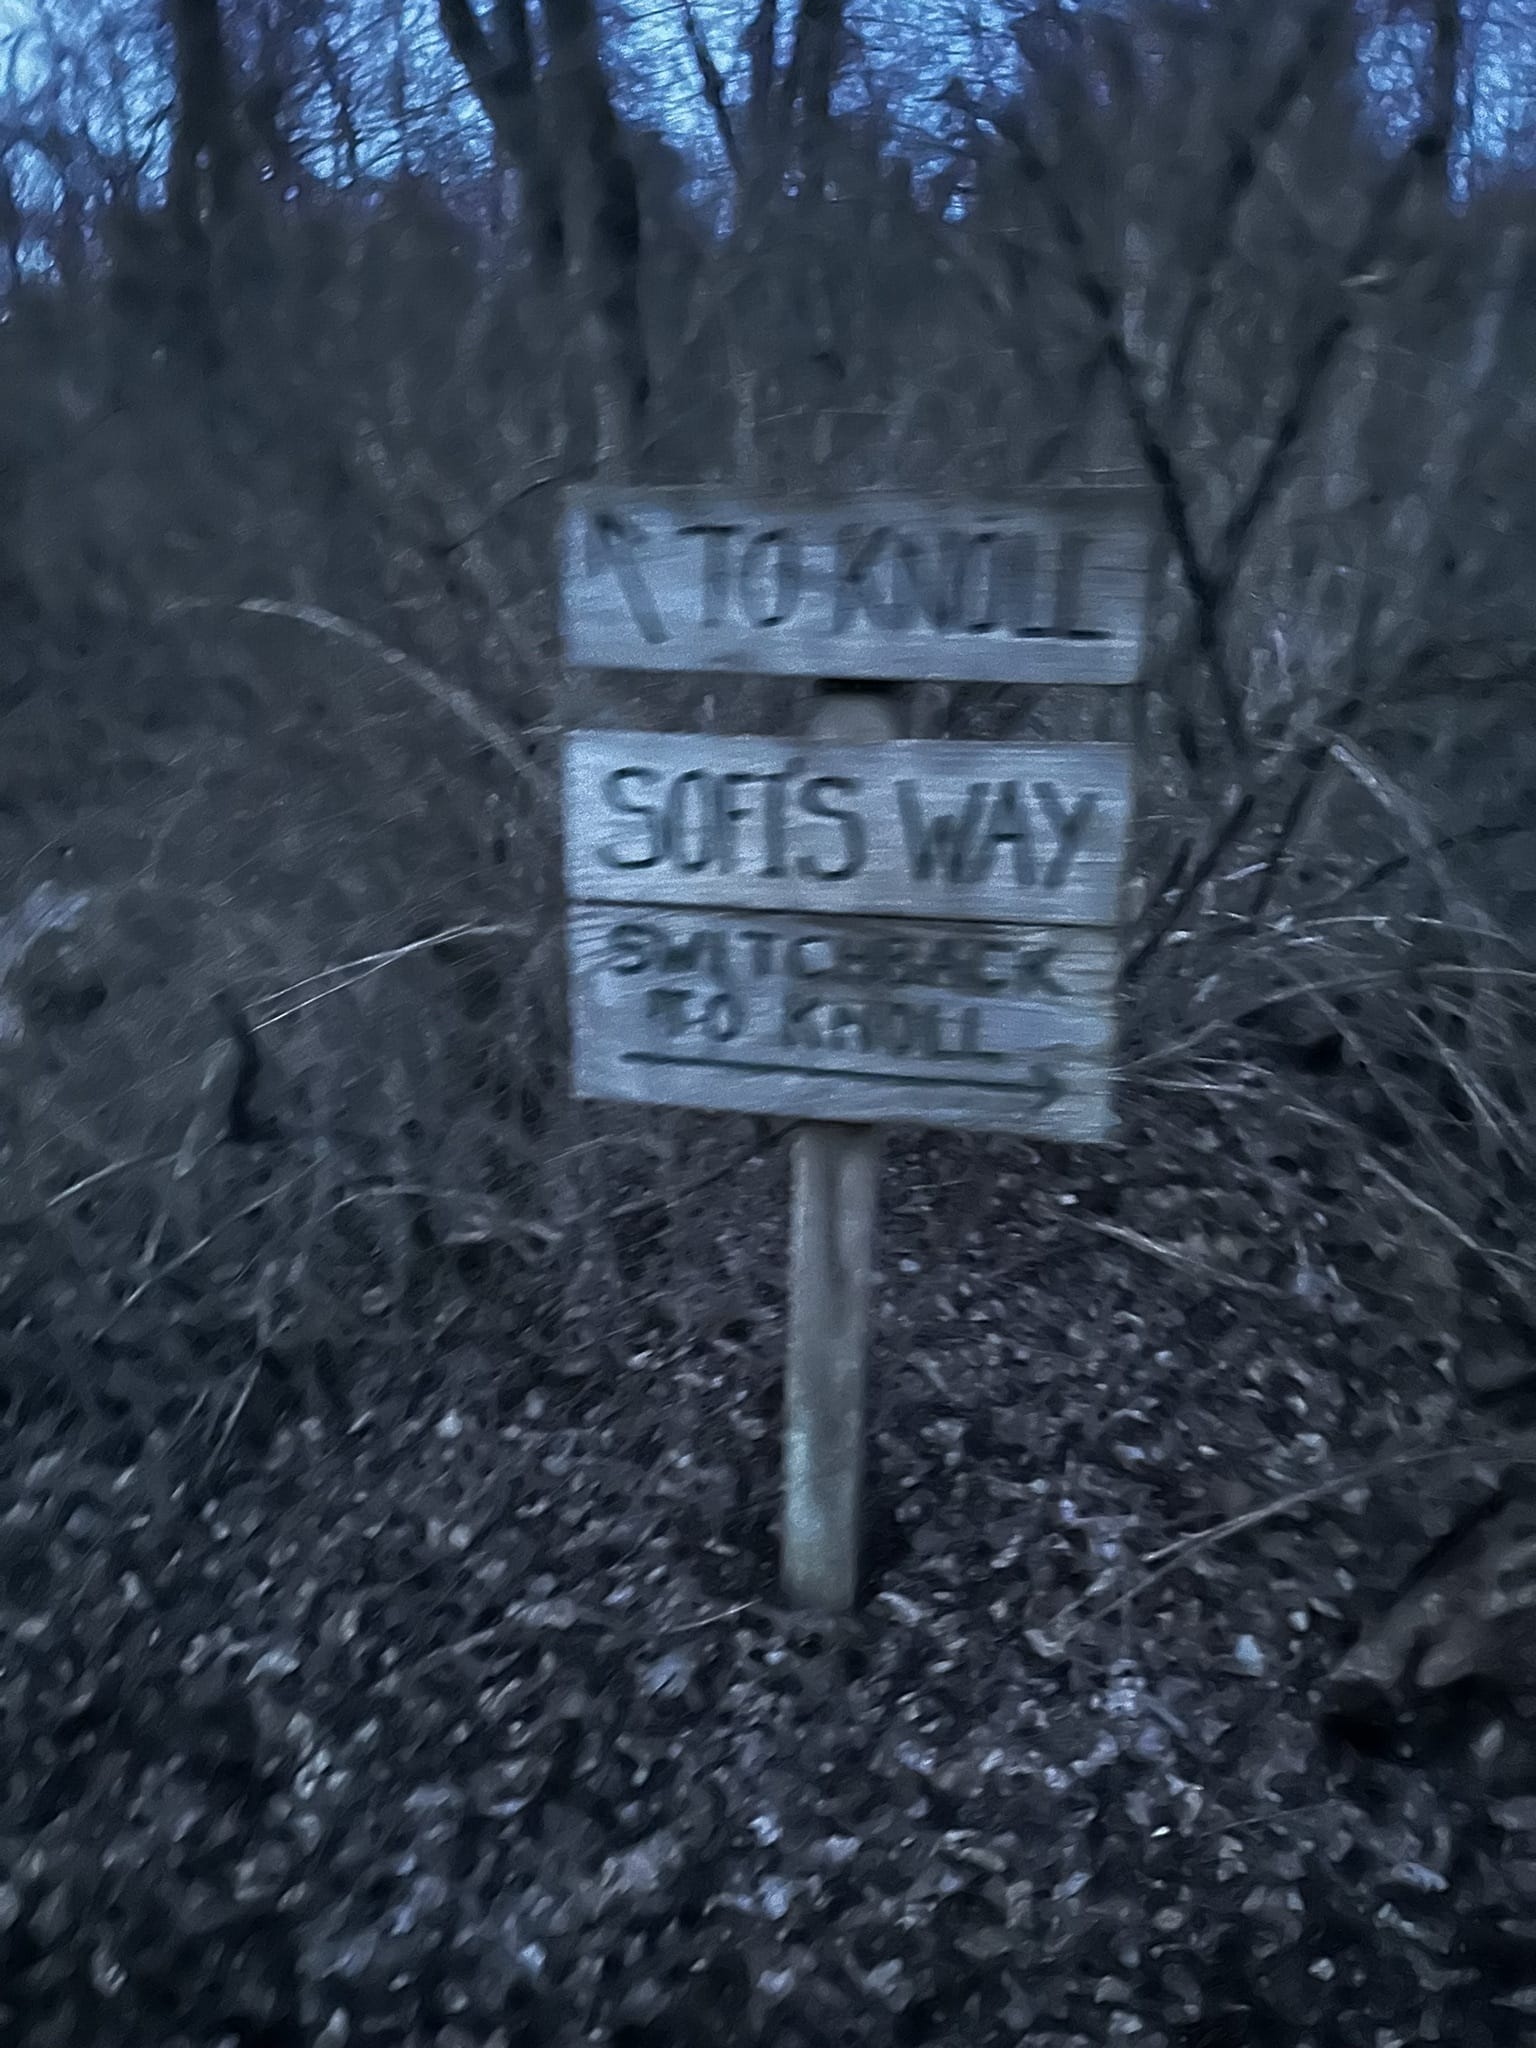 ↖ TO KNOLL
SOFI'S WAY
SWITCHBACK
TO KNOLL
→